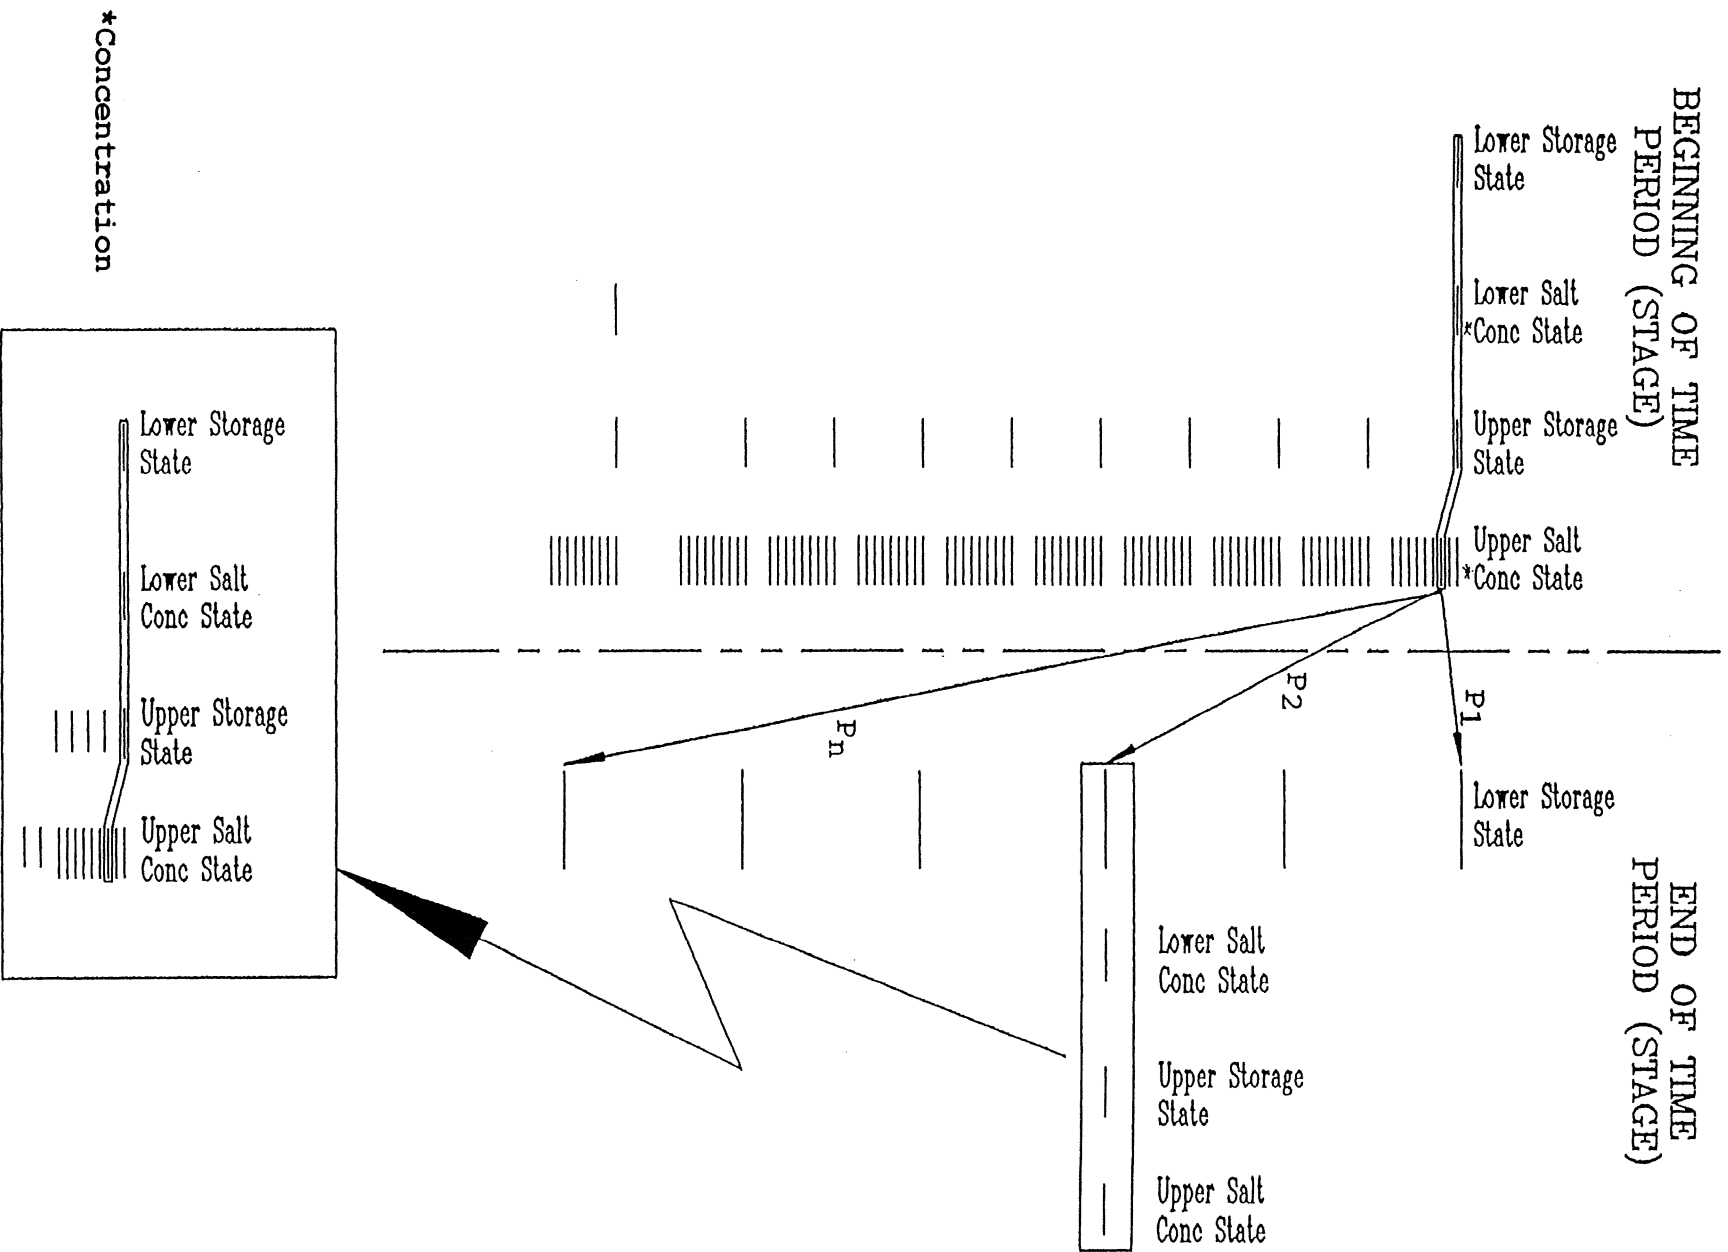 BEGINNING OF TIME
PERIOD (STAGE)
Lower Storage
State
Lower Salt
*Conc State
Upper Storage
State
Upper Salt
*Conc State
P1
P2
Pn
END OF TIME
PERIOD (STAGE)
Lower Storage
State
Lower Salt
Conc State
Upper Storage
State
Upper Salt
Conc State
Lower Storage
State
Lower Salt
Conc State
Upper Storage
State
Upper Salt
Conc State
*Concentration